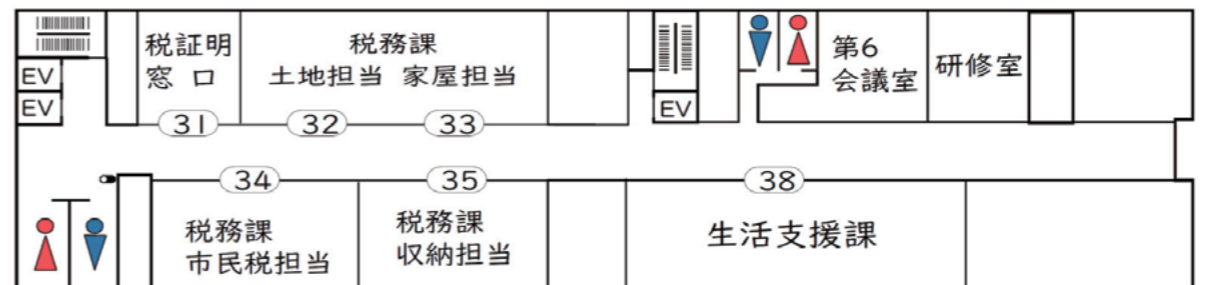 税証明
窓 口
税務課
土地担当 家屋担当
第6
会議室
研修室
EV
EV
EV
31
32
33
34
35
38
税務課
市民税担当
税務課
収納担当
生活支援課